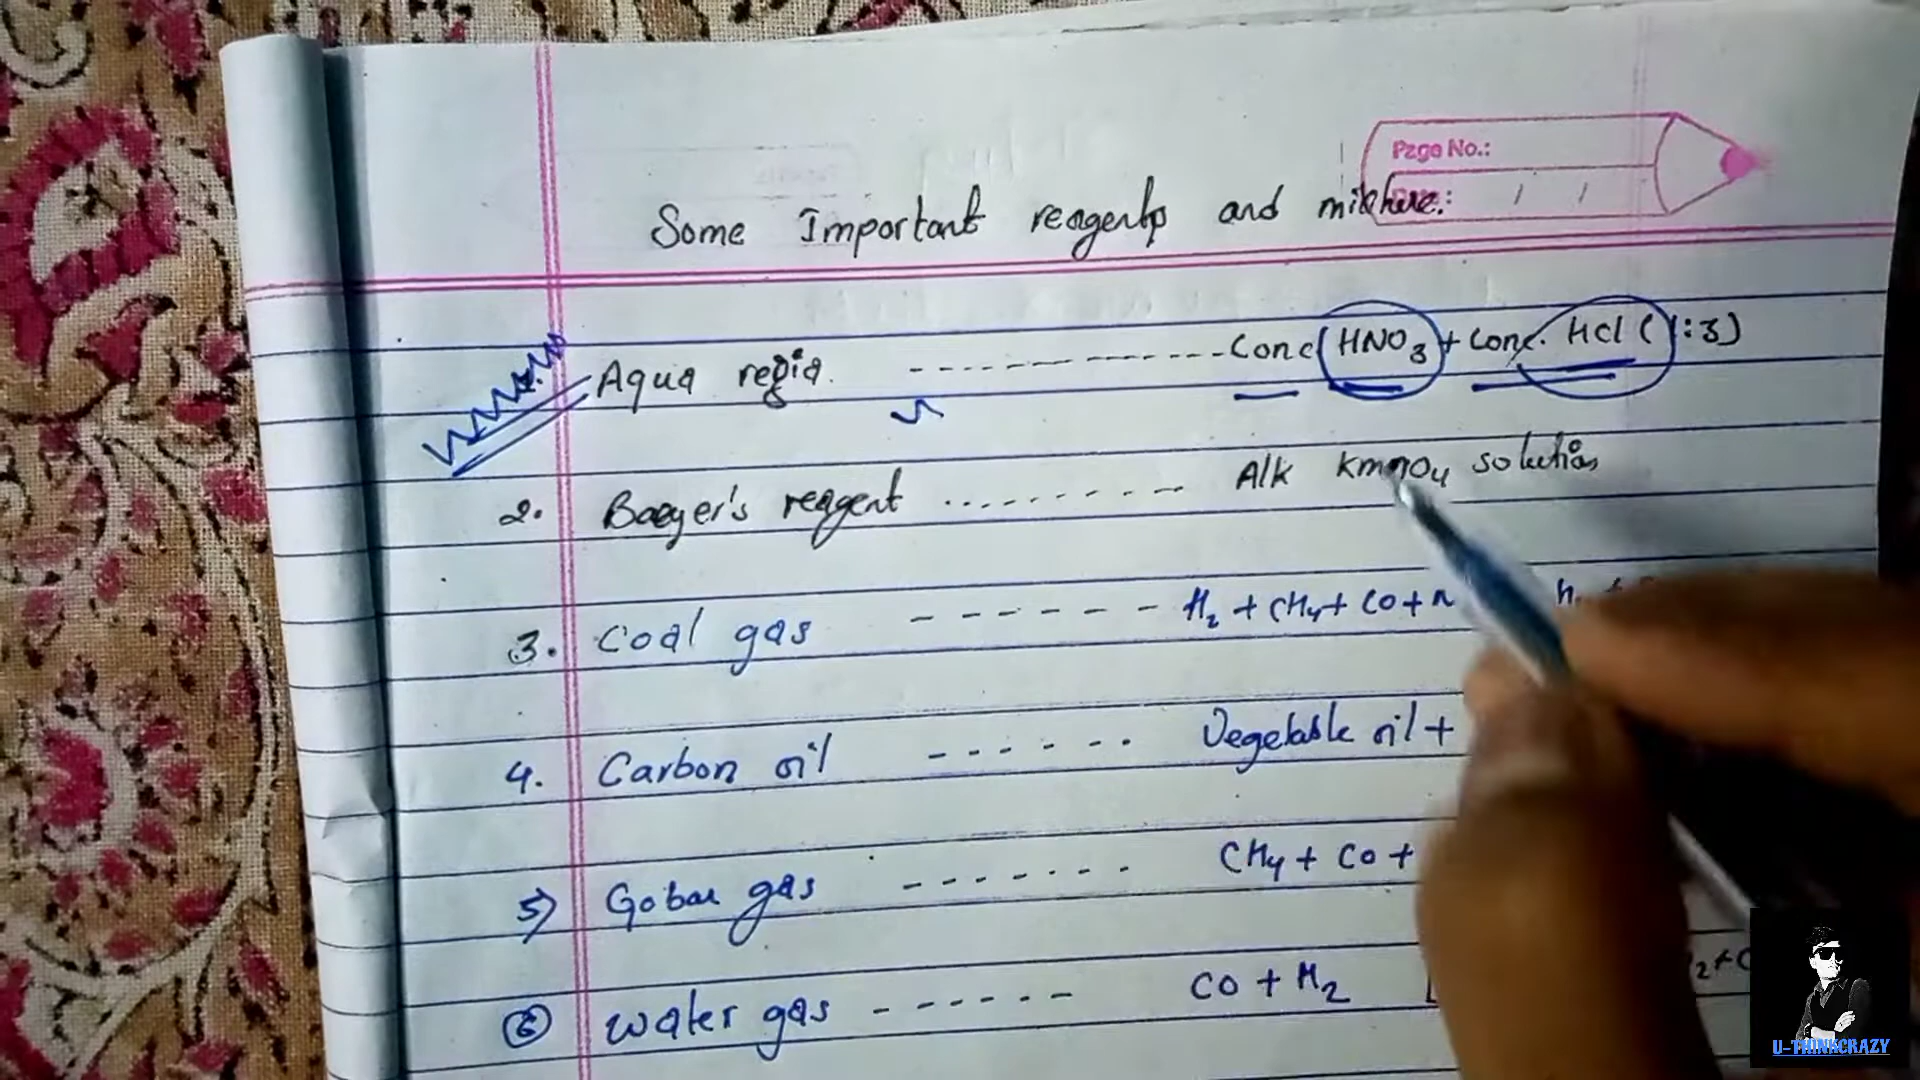 Page No.:
Some Important reagents and mixture.
Aqua regia. ---------- Conc HNO3 + Conc. HCl (1:3)
2. Baeyer's reagent .......... Alk kmnO4 solution
3. Coal gas ------ H2 + CH4 + CO +
4. Carbon oil ------ Vegetable oil +
5) Gobar gas ------- CH4 + CO +
6 Water gas ------ CO + H2
U-THINKCRAZY